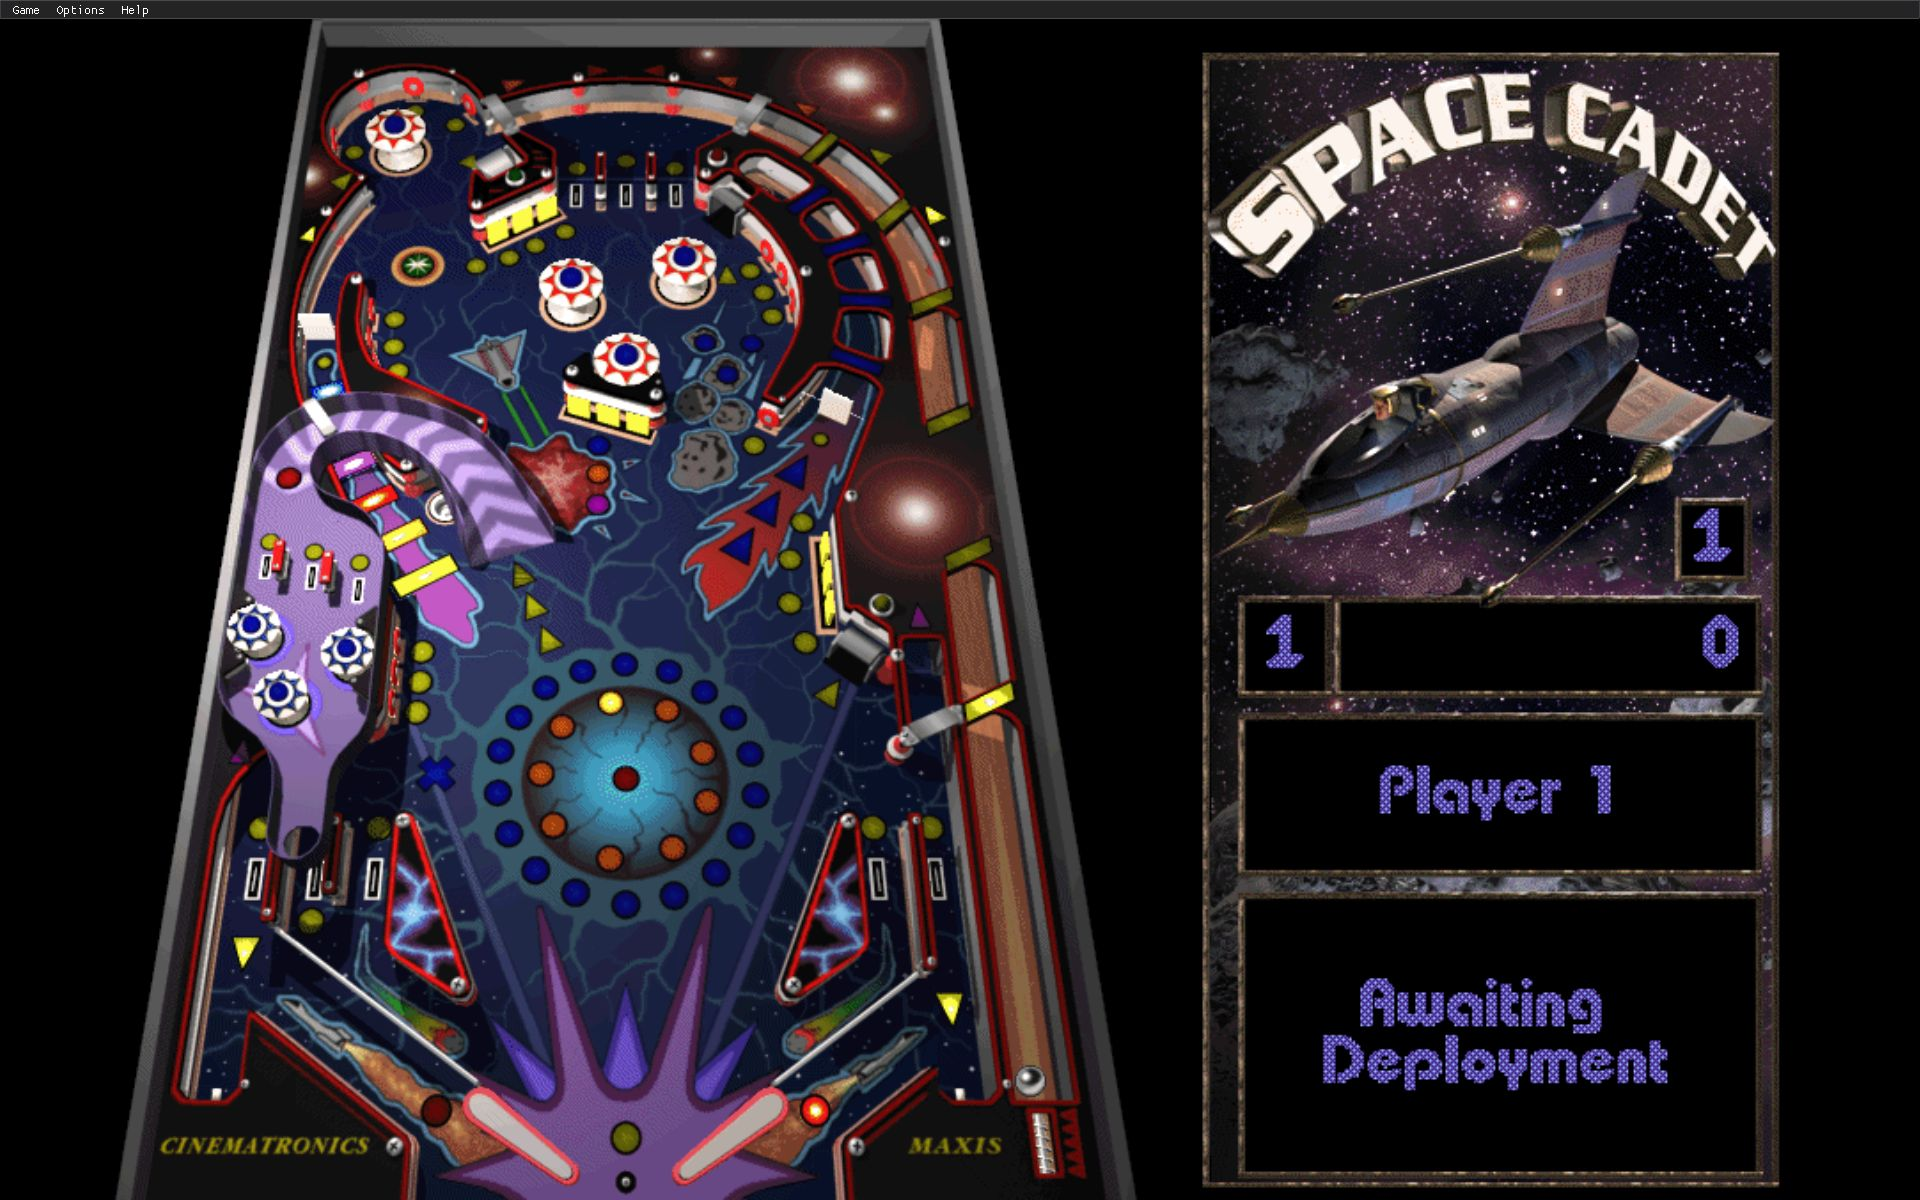 Game Options Help
SPACE CADET
1
1 0
Player 1
Awaiting
Deployment
CINEMATRONICS
MAXIS